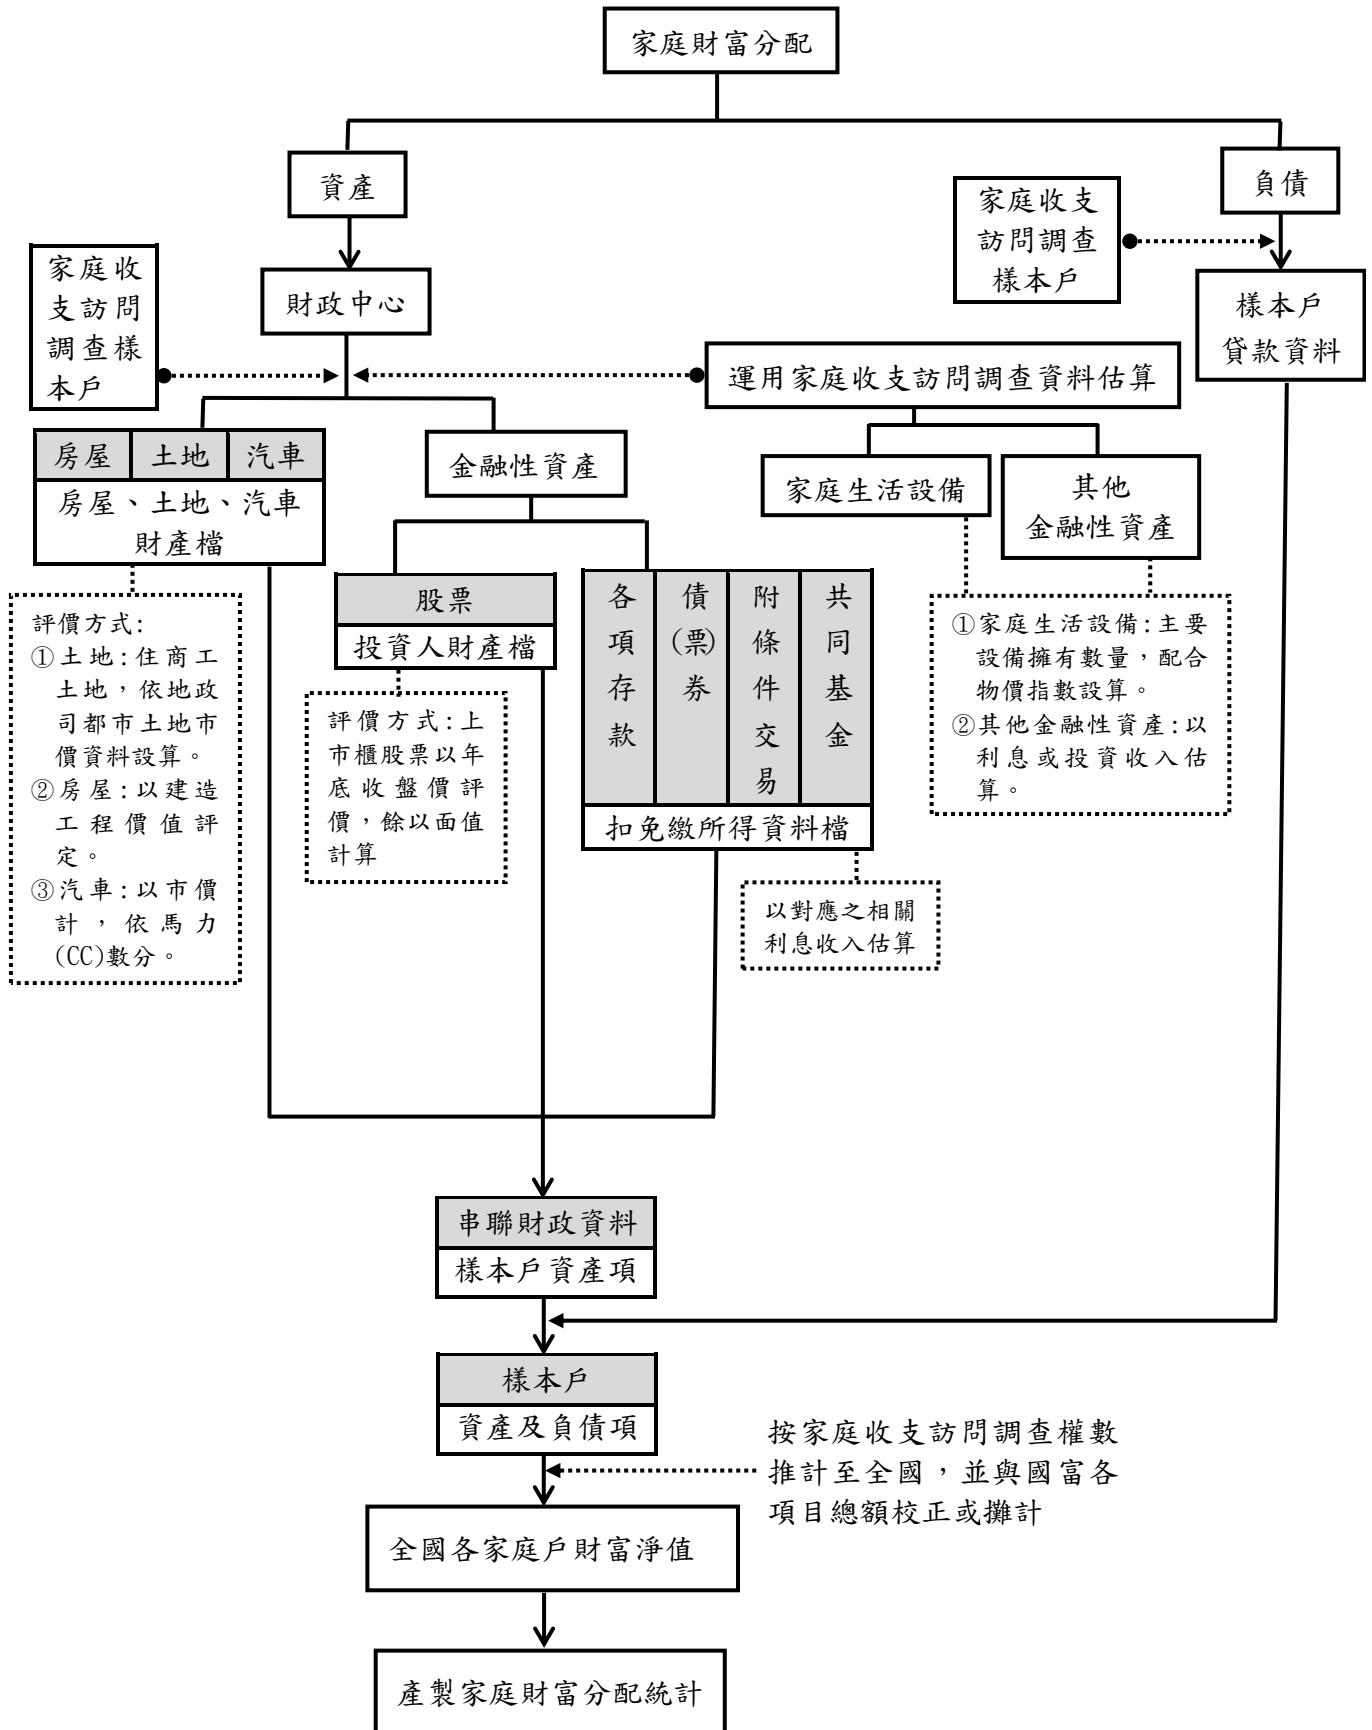 家庭財富分配
資產
負債
家庭收支
訪問調查
樣本戶
家庭收
支訪問
調查樣
本戶
財政中心
樣本戶
貸款資料
運用家庭收支訪問調查資料估算
房屋 土地 汽車
房屋、土地、汽車
財產檔
金融性資產
家庭生活設備
其他
金融性資產
股票
投資人財產檔
各項存款
債(票)券
附條件交易
共同基金
扣免繳所得資料檔
評價方式:
①土地:住商工
土地,依地政
司都市土地市
價資料設算。
②房屋:以建造
工程價值評
定。
③汽車:以市價
計,依馬力
(CC)數分。
評價方式:上
市櫃股票以年
底收盤價評
價,餘以面值
計算
以對應之相關
利息收入估算
①家庭生活設備:主要
設備擁有數量,配合
物價指數設算。
②其他金融性資產:以
利息或投資收入估
算。
串聯財政資料
樣本戶資產項
樣本戶
資產及負債項
按家庭收支訪問調查權數
推計至全國,並與國富各
項目總額校正或攤計
全國各家庭戶財富淨值
產製家庭財富分配統計